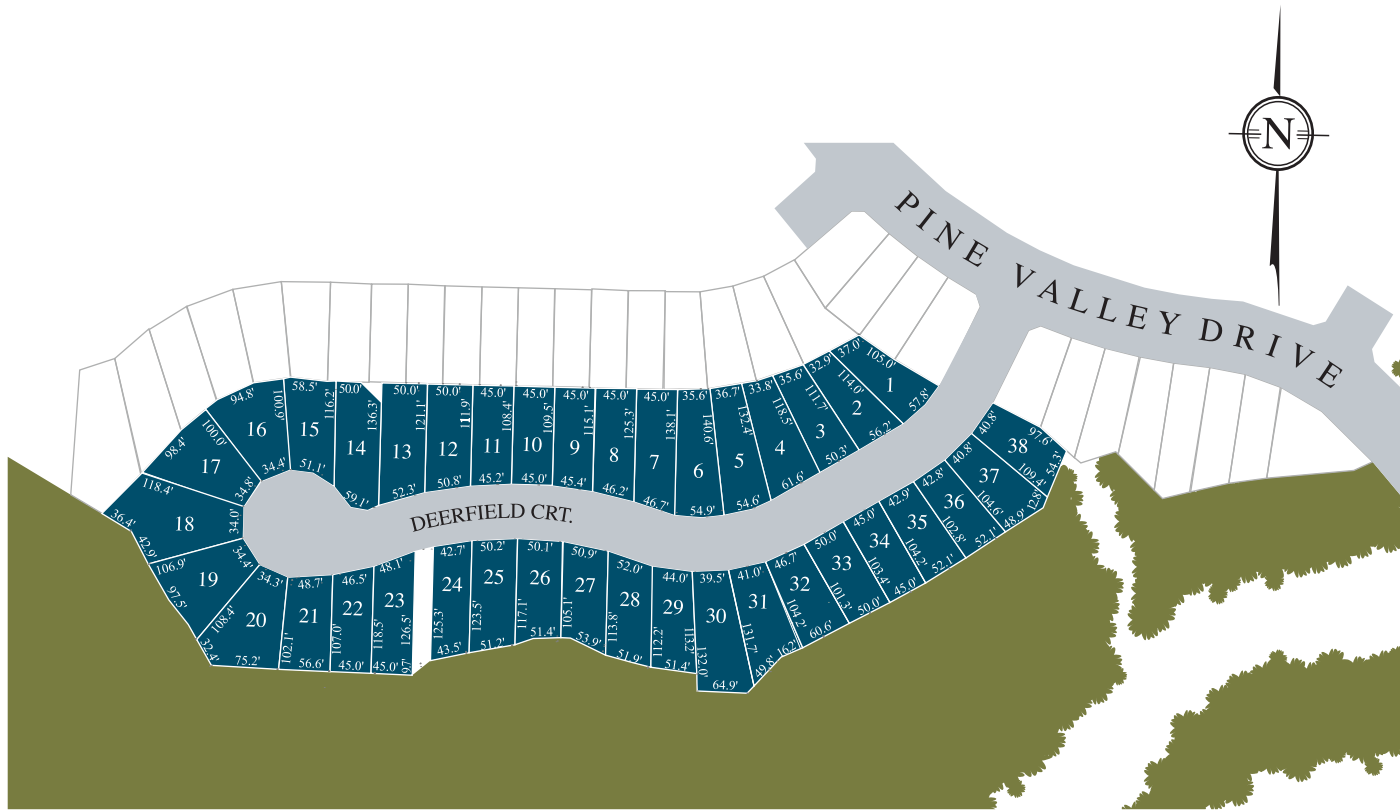 N
PINE VALLEY DRIVE
DEERFIELD CRT.
37.0' 105.0' 1 57.8'
114.0' 2 56.2'
32.9' 111.7' 3 50.3'
35.6' 118.5' 4 61.6'
33.8' 132.4' 5 54.6'
36.7' 140.6' 6 54.9'
35.6' 138.1' 7 46.7'
45.0' 125.3' 8 46.2'
45.0' 115.1' 9 45.4'
45.0' 109.5' 10 45.0'
45.0' 108.4' 11 45.2'
50.0' 111.9' 12 50.8'
50.0' 121.1' 13 52.3'
50.0' 136.3' 14 59.1'
58.5' 116.2' 15 51.1'
94.8' 100.9' 16 34.4'
98.4' 100.0' 17 34.8'
118.4' 18 34.0' 36.4' 42.9'
106.9' 19 34.4' 97.5'
108.4' 20 34.3' 32.4' 75.2'
48.7' 21 102.1' 56.6'
46.5' 22 107.0' 45.0'
48.1' 23 118.5' 126.5' 45.0' 97'
42.7' 24 125.3' 43.5'
50.2' 25 123.5' 51.2'
50.1' 26 117.1' 51.4'
50.9' 27 105.1' 53.9'
52.0' 28 113.8' 51.9'
44.0' 29 112.2' 113.2' 51.4'
39.5' 30 132.0' 64.9'
41.0' 31 131.7' 49.8' 16.2'
46.7' 32 104.2' 60.6'
50.0' 33 101.3' 50.0'
45.0' 34 103.4' 45.0'
42.9' 35 104.2' 52.1'
42.8' 36 102.8' 52.1'
40.8' 37 104.6' 48.9'
40.8' 38 97.6' 109.4' 54.3' 12.8'